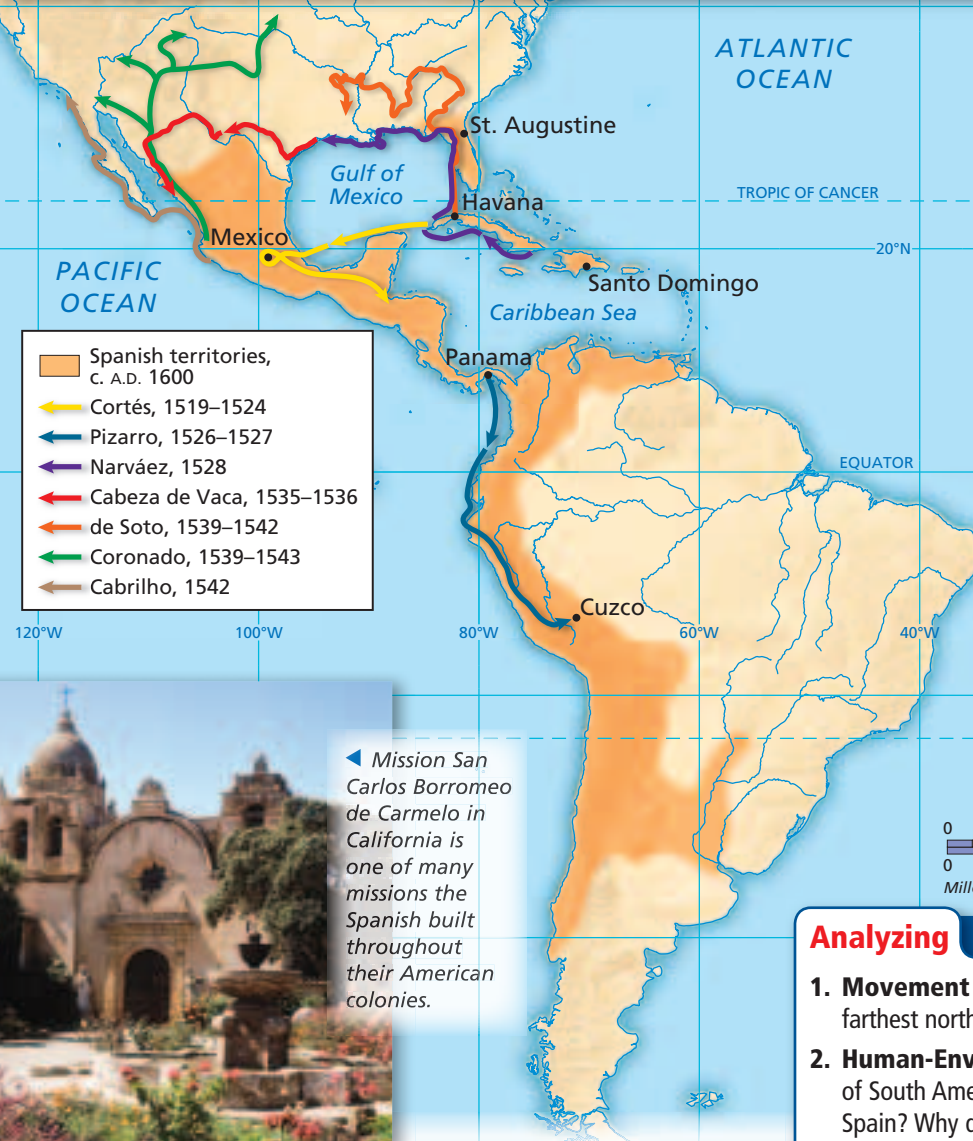 ATLANTIC
OCEAN
St. Augustine
Gulf of
Mexico
TROPIC OF CANCER
Havana
Mexico
20°N
PACIFIC
OCEAN
Santo Domingo
Caribbean Sea
Panama
Spanish territories,
c. A.D. 1600
Cortés, 1519–1524
Pizarro, 1526–1527
Narváez, 1528
Cabeza de Vaca, 1535–1536
de Soto, 1539–1542
Coronado, 1539–1543
Cabrilho, 1542
EQUATOR
Cuzco
120°W 100°W 80°W 60°W 40°W
Mission San
Carlos Borromeo
de Carmelo in
California is
one of many
missions the
Spanish built
throughout
their American
colonies.
0
0
Analyzing
1. Movement
farthest north
2.
of South
Spain? Why